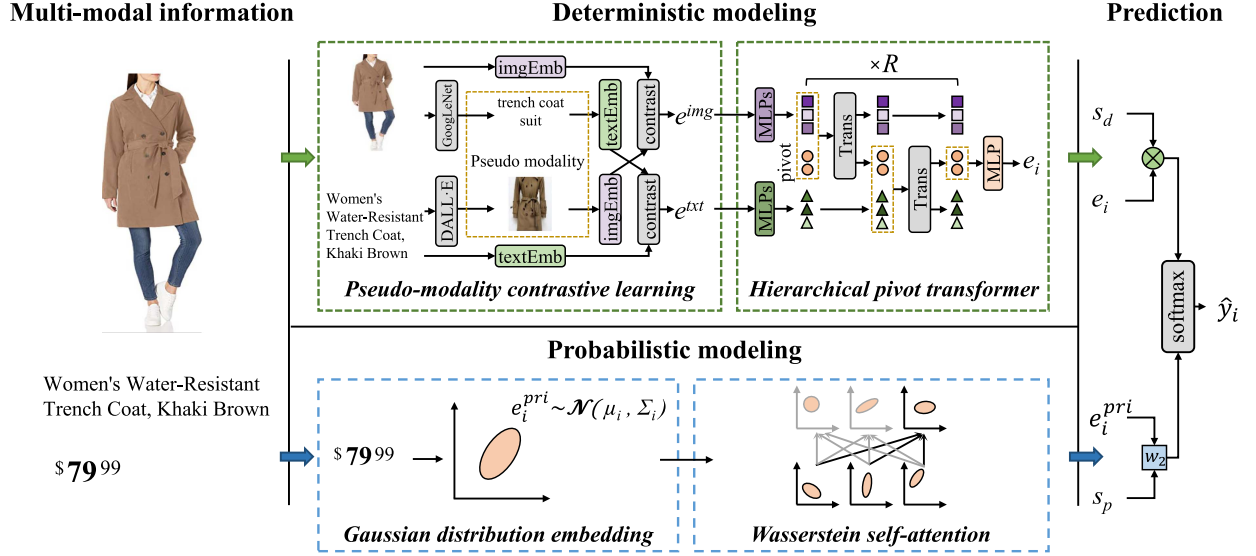 Multi-modal information
Deterministic modeling
Prediction
imgEmb
GoogLeNet
trench coat
suit
textEmb
contrast
e^{img}
Pseudo modality
Women's
Water-Resistant
Trench Coat,
Khaki Brown
DALL·E
imgEmb
contrast
e^{txt}
textEmb
Pseudo-modality contrastive learning
×R
MLPs
pivot
Trans
MLPs
Trans
MLP
e_i
Hierarchical pivot transformer
s_d
e_i
softmax
ŷ_i
e_i^{pri}
w_2
s_p
Women's Water-Resistant
Trench Coat, Khaki Brown
$79 99
Probabilistic modeling
e_i^{pri}~𝒩(μ_i, Σ_i)
$79 99
Gaussian distribution embedding
Wasserstein self-attention